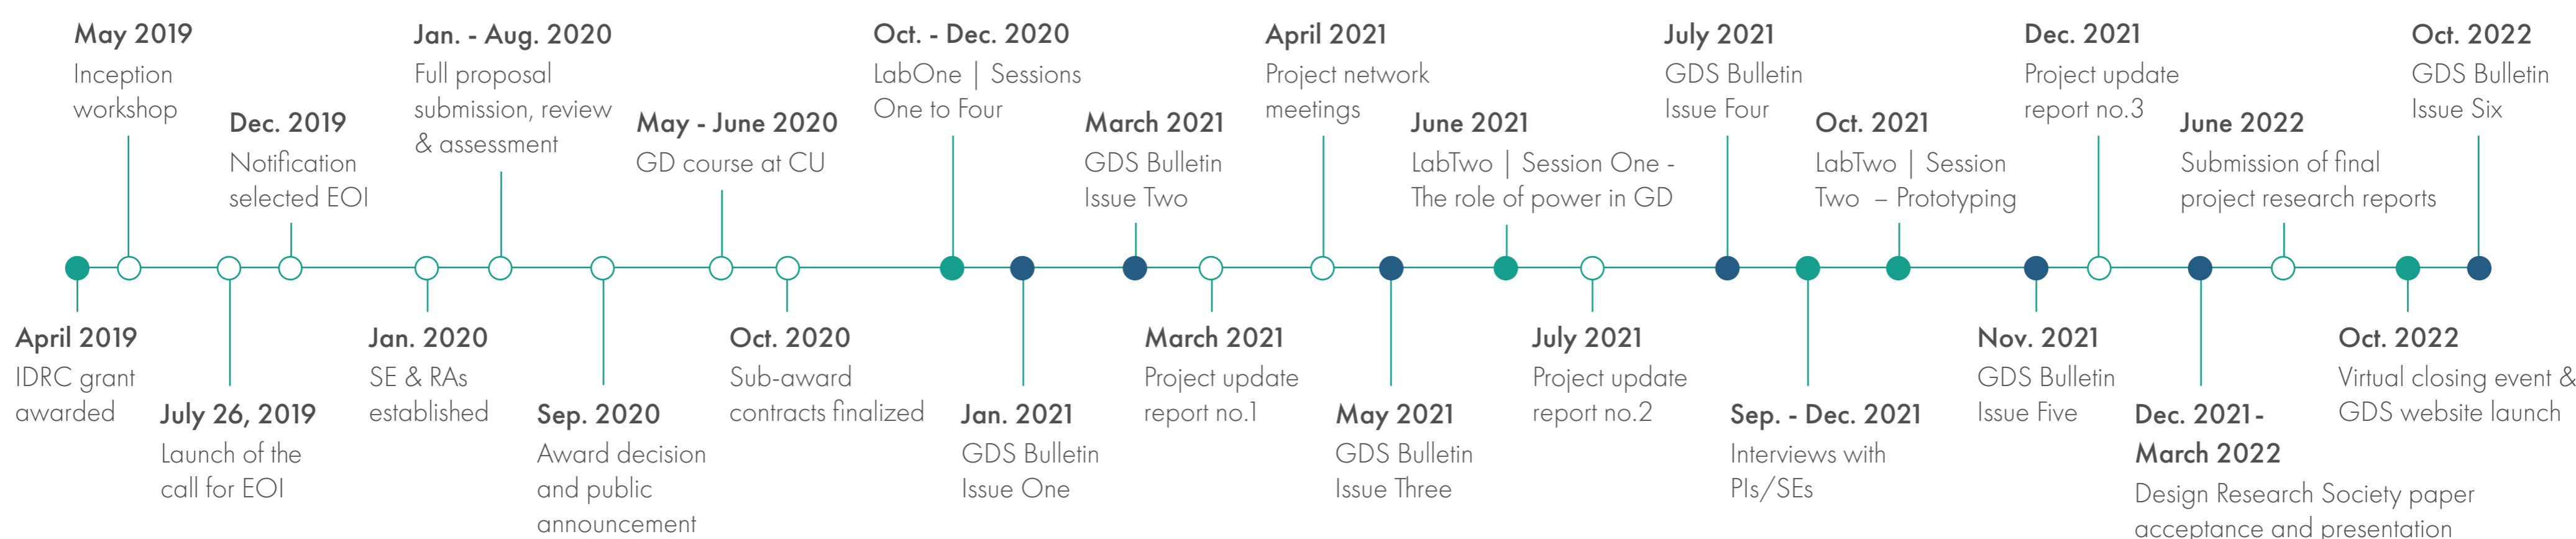 May 2019
Inception
workshop
Dec. 2019
Notification
selected EOI
Jan. - Aug. 2020
Full proposal
submission, review
& assessment
May - June 2020
GD course at CU
Oct. - Dec. 2020
LabOne | Sessions
One to Four
March 2021
GDS Bulletin
Issue Two
April 2021
Project network
meetings
June 2021
LabTwo | Session One -
The role of power in GD
July 2021
GDS Bulletin
Issue Four
Oct. 2021
LabTwo | Session
Two – Prototyping
Dec. 2021
Project update
report no.3
June 2022
Submission of final
project research reports
Oct. 2022
GDS Bulletin
Issue Six
April 2019
IDRC grant
awarded
July 26, 2019
Launch of the
call for EOI
Jan. 2020
SE & RAs
established
Sep. 2020
Award decision
and public
announcement
Oct. 2020
Sub-award
contracts finalized
Jan. 2021
GDS Bulletin
Issue One
March 2021
Project update
report no.1
May 2021
GDS Bulletin
Issue Three
July 2021
Project update
report no.2
Sep. - Dec. 2021
Interviews with
PIs/SEs
Nov. 2021
GDS Bulletin
Issue Five
Dec. 2021-
March 2022
Design Research Society paper
acceptance and presentation
Oct. 2022
Virtual closing event &
GDS website launch